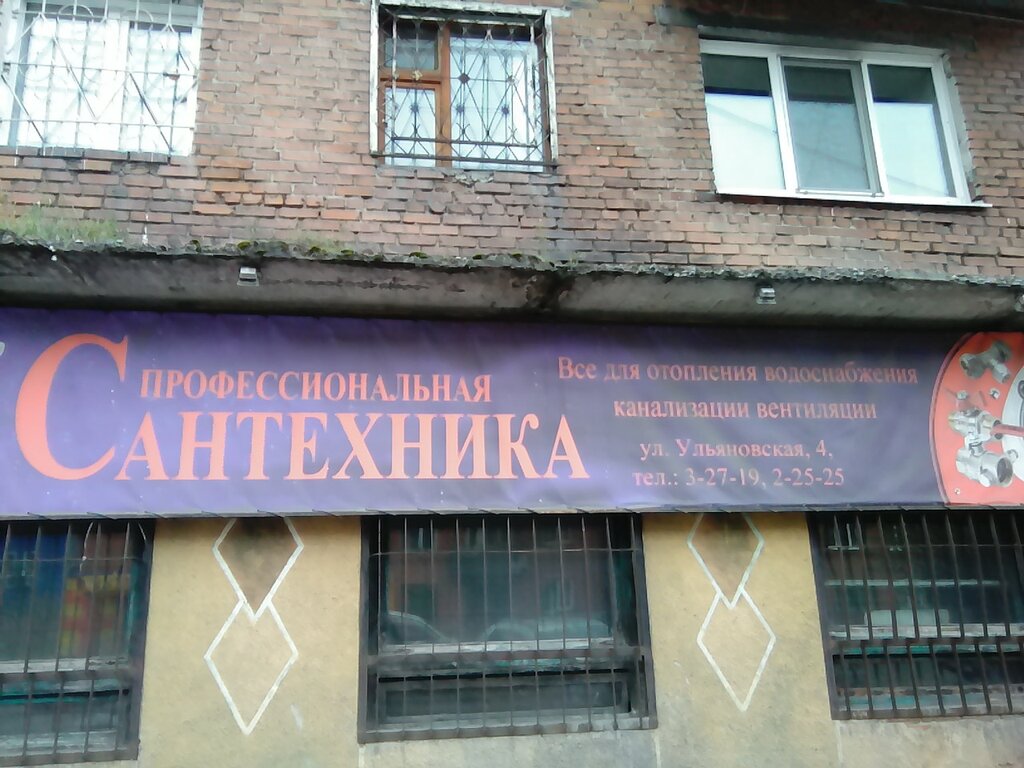 ПРОФЕССИОНАЛЬНАЯ
САНТЕХНИКА
Все для отопления водоснабжения
канализации вентиляции
ул. Ульяновская, 4,
тел.: 3-27-19, 2-25-25